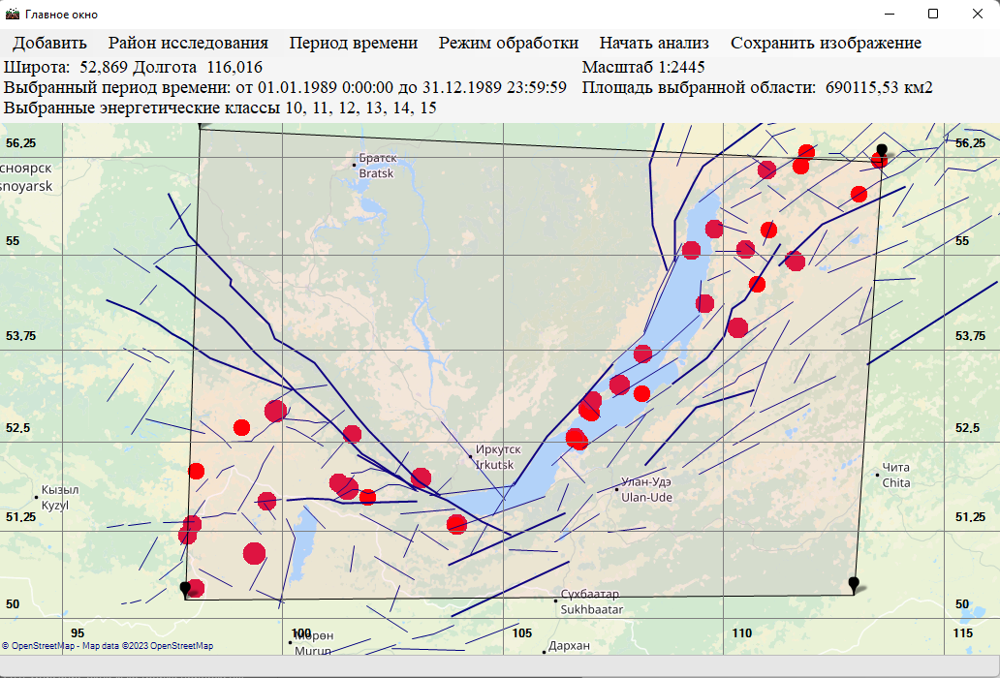 Главное окно
Добавить Район исследования Период времени Режим обработки Начать анализ Сохранить изображение
Широта: 52,869 Долгота 116,016 Масштаб 1:2445
Выбранный период времени: от 01.01.1989 0:00:00 до 31.12.1989 23:59:59 Площадь выбранной области: 690115,53 км2
Выбранные энергетические классы 10, 11, 12, 13, 14, 15
56,25 56,25
Братск
Bratsk
сноярск
snoyarsk
55 55
53,75 53,75
52,5 52,5
Иркутск
Irkutsk
Чита
Chita
Улан-Удэ
Ulan-Ude
Кызыл
Kyzyl
51,25 51,25
50 50
Сүхбаатар
Sukhbaatar
95 100 105 110 115
Мөрөн
Murun
Дархан
© OpenStreetMap - Map data ©2023 OpenStreetMap